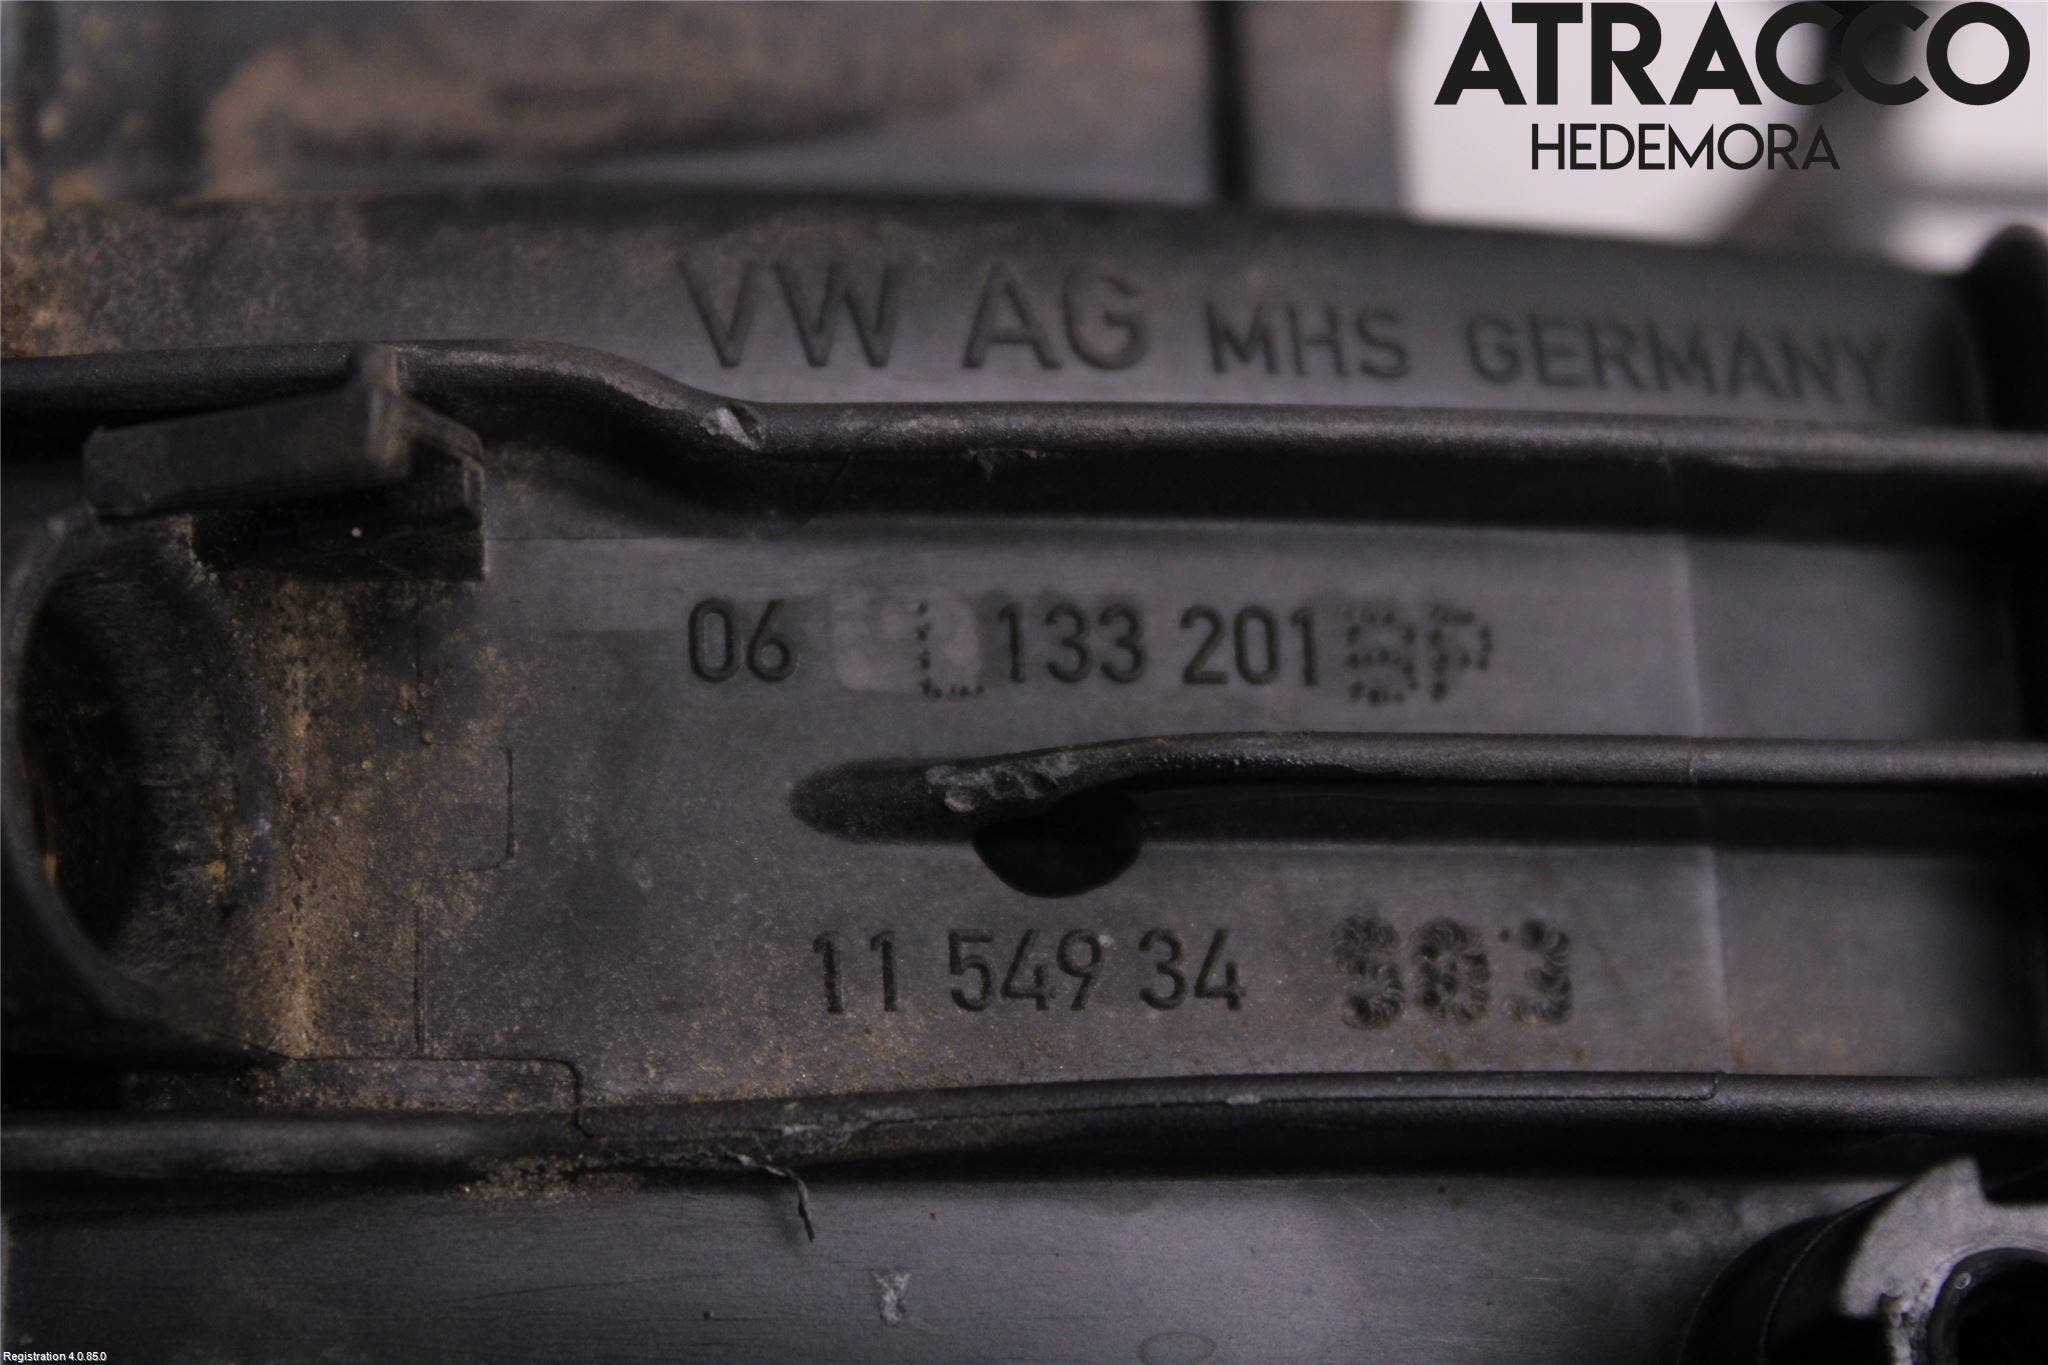 ATRACCO
HEDEMORA
VW AG MHS GERMANY
06 133 201
11 549 34
Registration 4.0.85.0